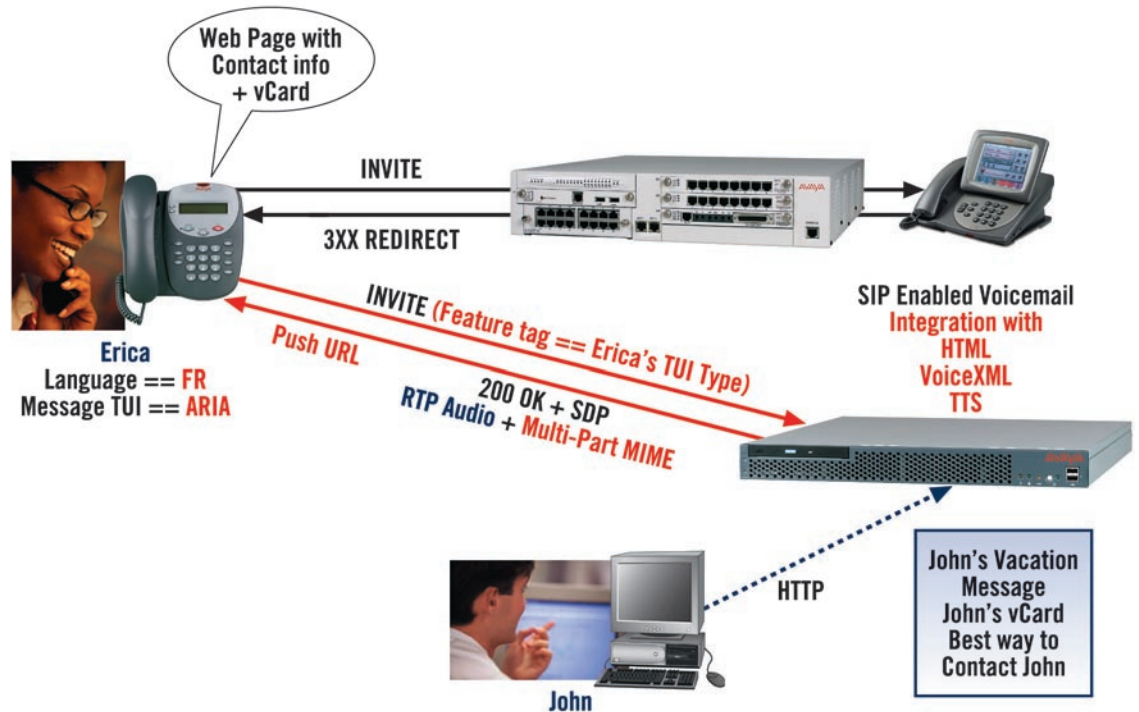 Web Page with
Contact info
+ vCard
INVITE
3XX REDIRECT
AVAYA
Erica
Language == FR
Message TUI == ARIA
INVITE (Feature tag == Erica's TUI Type)
Push URL
200 OK + SDP
RTP Audio + Multi-Part MIME
SIP Enabled Voicemail
Integration with
HTML
VoiceXML
TTS
AVAYA
HTTP
John's Vacation
Message
John's vCard
Best way to
Contact John
John